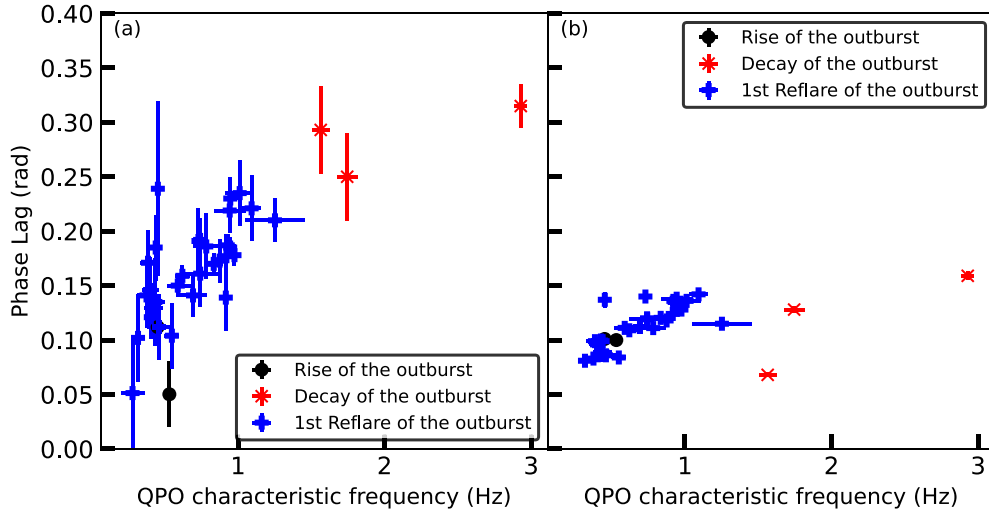 0.40
0.35
0.30
0.25
0.20
0.15
0.10
0.05
0.00
Phase Lag (rad)
(a)
Rise of the outburst
Decay of the outburst
1st Reflare of the outburst
1
2
3
QPO characteristic frequency (Hz)
(b)
Rise of the outburst
Decay of the outburst
1st Reflare of the outburst
1
2
3
QPO characteristic frequency (Hz)